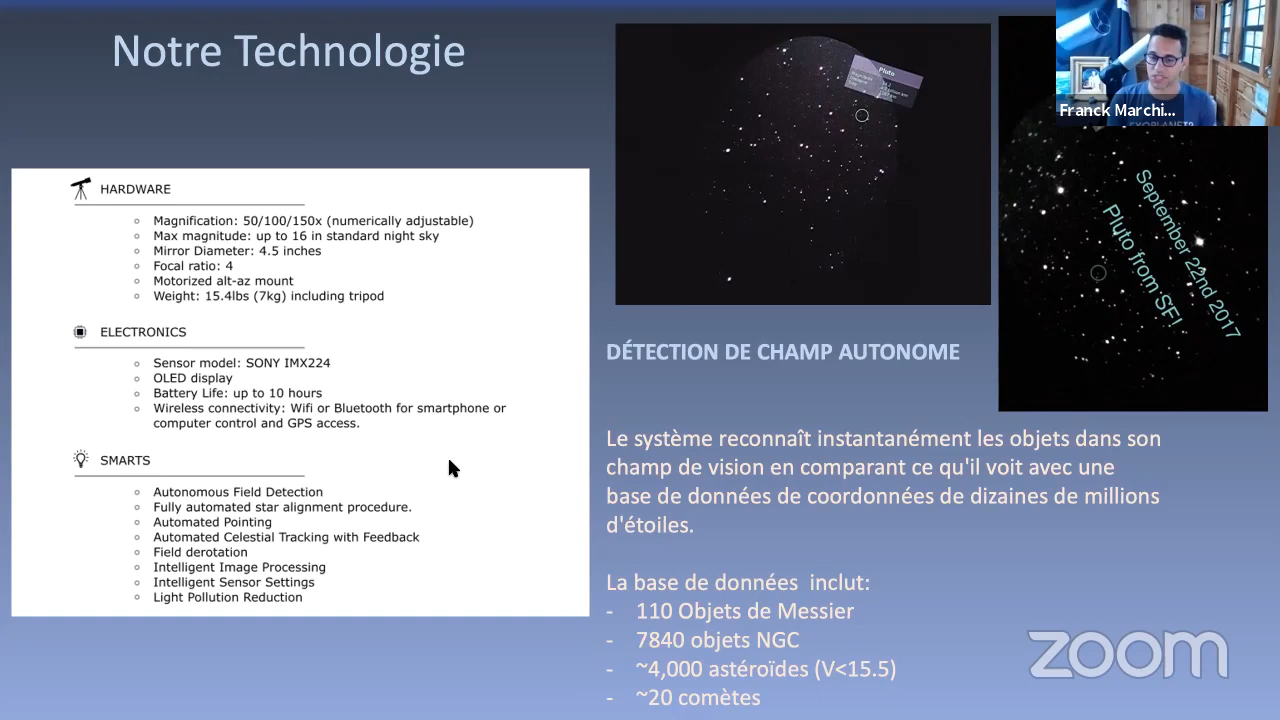 Notre Technologie
HARDWARE
Magnification: 50/100/150x (numerically adjustable)
Max magnitude: up to 16 in standard night sky
Mirror Diameter: 4.5 inches
Focal ratio: 4
Motorized alt-az mount
Weight: 15.4lbs (7kg) including tripod
ELECTRONICS
Sensor model: SONY IMX224
OLED display
Battery Life: up to 10 hours
Wireless connectivity: Wifi or Bluetooth for smartphone or
computer control and GPS access.
SMARTS
Autonomous Field Detection
Fully automated star alignment procedure.
Automated Pointing
Automated Celestial Tracking with Feedback
Field derotation
Intelligent Image Processing
Intelligent Sensor Settings
Light Pollution Reduction
Pluto
September 22nd 2017
Pluto from SF!
Franck Marchi...
DÉTECTION DE CHAMP AUTONOME
Le système reconnaît instantanément les objets dans son
champ de vision en comparant ce qu'il voit avec une
base de données de coordonnées de dizaines de millions
d'étoiles.
La base de données inclut:
- 110 Objets de Messier
- 7840 objets NGC
- ~4,000 astéroïdes (V<15.5)
- ~20 comètes
zoom